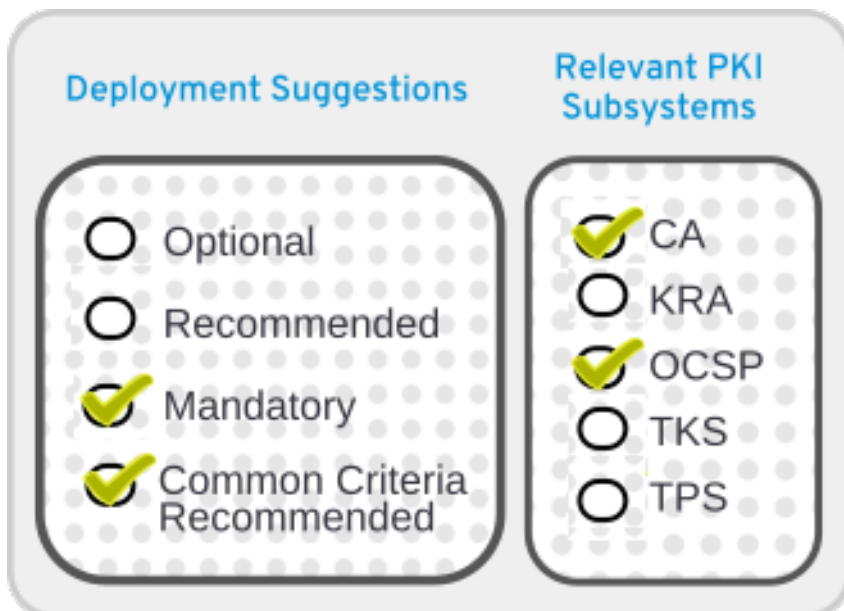 Deployment Suggestions
Relevant PKI
Subsystems
Optional
Recommended
Mandatory
Common Criteria
Recommended
CA
KRA
OCSP
TKS
TPS